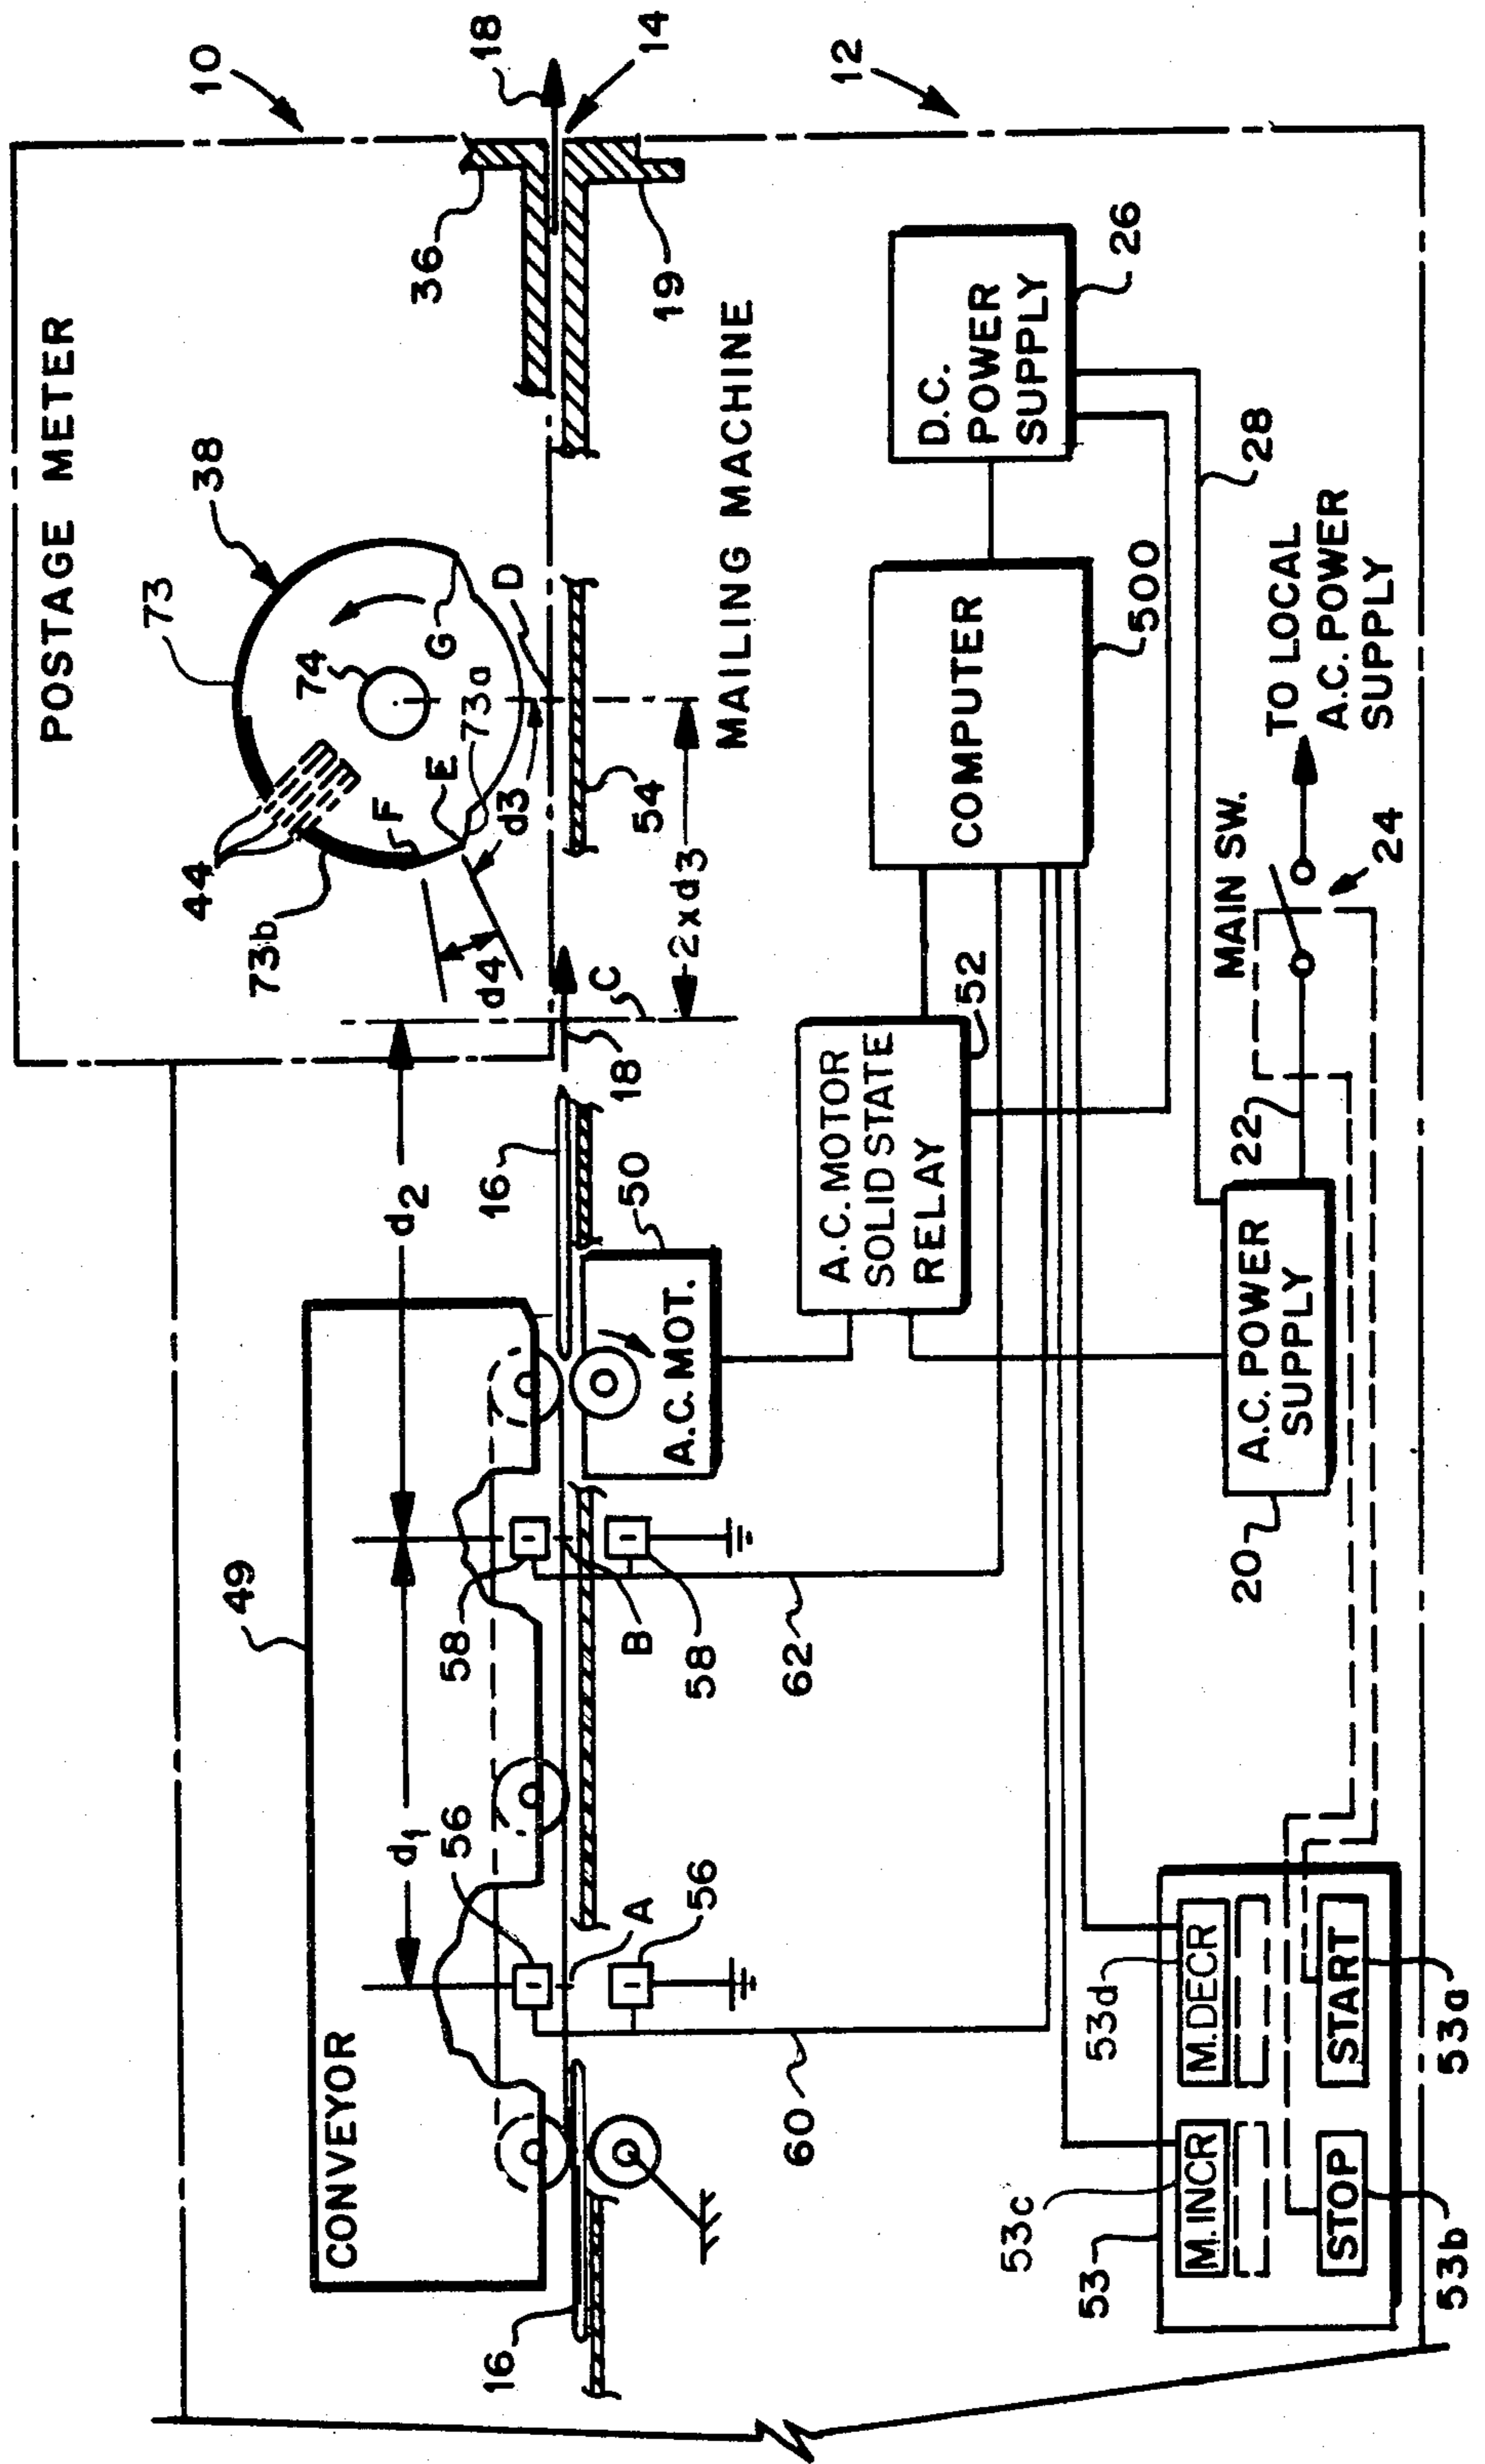 POSTAGE METER
10
18
14
36
19
38
73
74
44
73b
73a
E
F
G
D
d3
d4
54
2xd3
C
18
MAILING MACHINE
12
49
CONVEYOR
d1
d2
16
16
56
56
58
58
A
B
50
A.C. MOT.
60
62
A.C. MOTOR
SOLID STATE
RELAY
52
COMPUTER
500
D.C.
POWER
SUPPLY
26
28
MAIN SW.
24
TO LOCAL
A.C. POWER
SUPPLY
22
A.C. POWER
SUPPLY
20
53
53c
M. INCR
53d
M. DECR
STOP
53b
START
53a